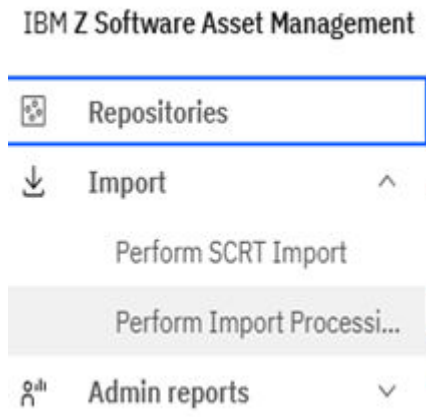 IBM Z Software Asset Management
Repositories
Import
Perform SCRT Import
Perform Import Processi...
Admin reports